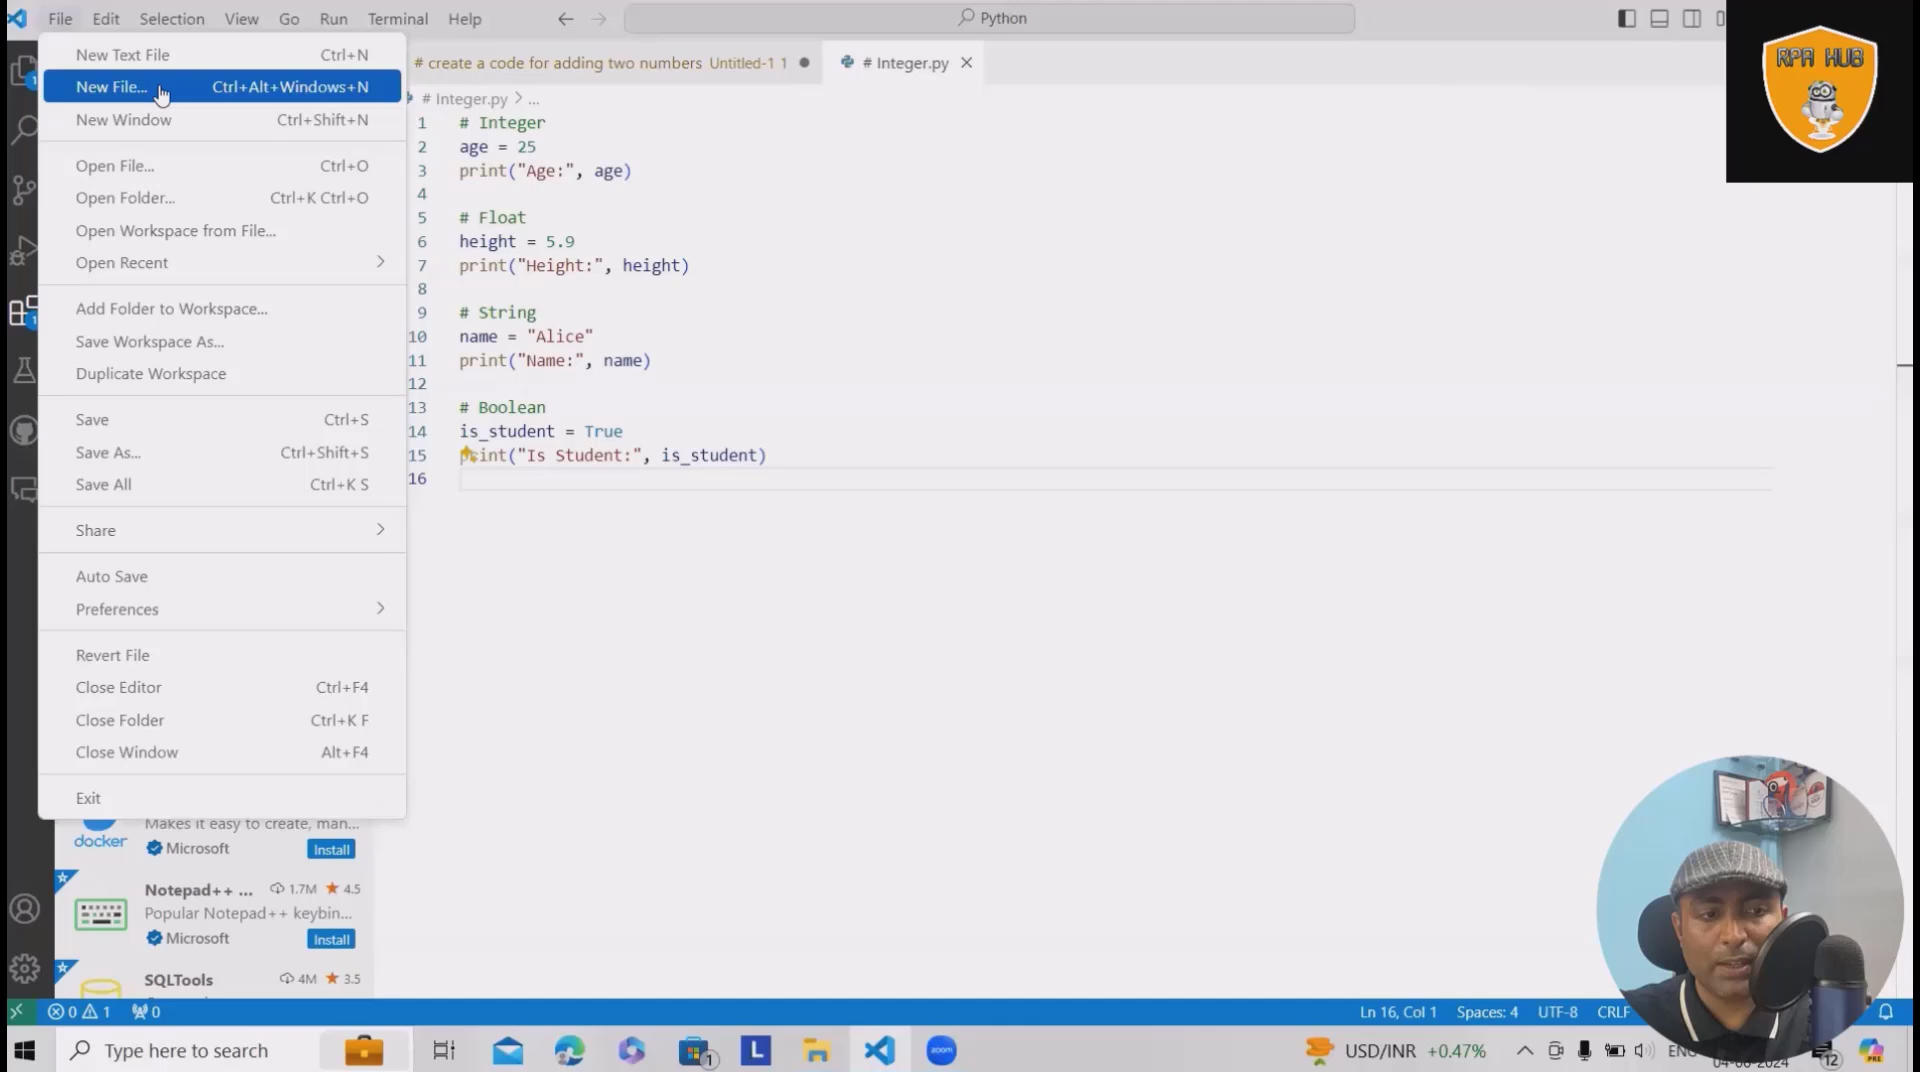 File Edit Selection View Go Run Terminal Help
Python
RPA HUB
New Text File Ctrl+N
New File... Ctrl+Alt+Windows+N
New Window Ctrl+Shift+N
Open File... Ctrl+O
Open Folder... Ctrl+K Ctrl+O
Open Workspace from File...
Open Recent
Add Folder to Workspace...
Save Workspace As...
Duplicate Workspace
Save Ctrl+S
Save As... Ctrl+Shift+S
Save All Ctrl+K S
Share
Auto Save
Preferences
Revert File
Close Editor Ctrl+F4
Close Folder Ctrl+K F
Close Window Alt+F4
Exit
# create a code for adding two numbers Untitled-1 1
# Integer.py
# Integer.py > ...
1 # Integer
2 age = 25
3 print("Age:", age)
4
5 # Float
6 height = 5.9
7 print("Height:", height)
8
9 # String
10 name = "Alice"
11 print("Name:", name)
12
13 # Boolean
14 is_student = True
15 print("Is Student:", is_student)
16
Makes it easy to create, man...
docker
Microsoft Install
Notepad++ ... 1.7M 4.5
Popular Notepad++ keybin...
Microsoft Install
SQLTools 4M 3.5
0 1 0
Ln 16, Col 1 Spaces: 4 UTF-8 CRLF
Type here to search
1
L
zoom
USD/INR +0.47%
ENG
04-06-2024
12
PRE